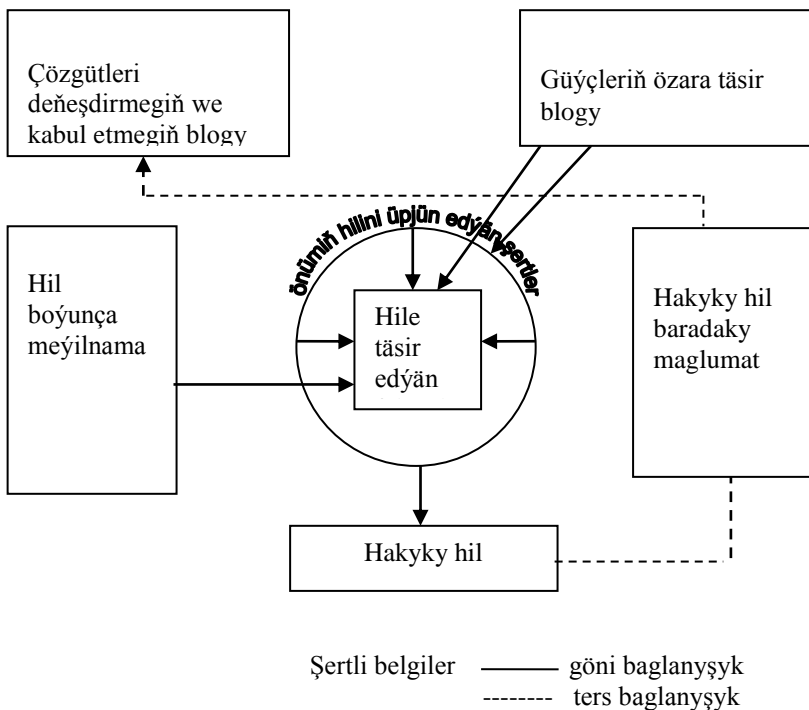 Çözgütleri
deňeşdirmegiň we
kabul etmegiň blogy
Güýçleriň özara täsir
blogy
önümiň hilini üpjün edýän şertler
Hil
boýunça
meýilnama
Hile
täsir
edýän
Hakyky hil
baradaky
maglumat
Hakyky hil
Şertli belgiler
göni baglanyşyk
ters baglanyşyk